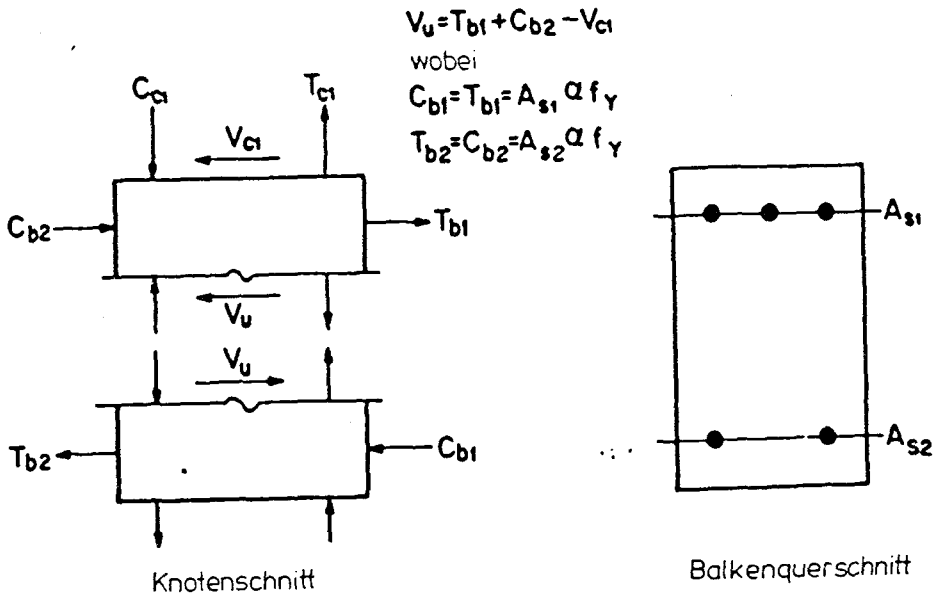 V_u = T_b1 + C_b2 - V_c1
wobei
C_b1 = T_b1 = A_s1 α f_Y
T_b2 = C_b2 = A_s2 α f_Y
C_c1
T_c1
V_c1
C_b2
T_b1
V_u
V_u
T_b2
C_b1
Knotenschnitt
A_s1
A_s2
Balkenquerschnitt